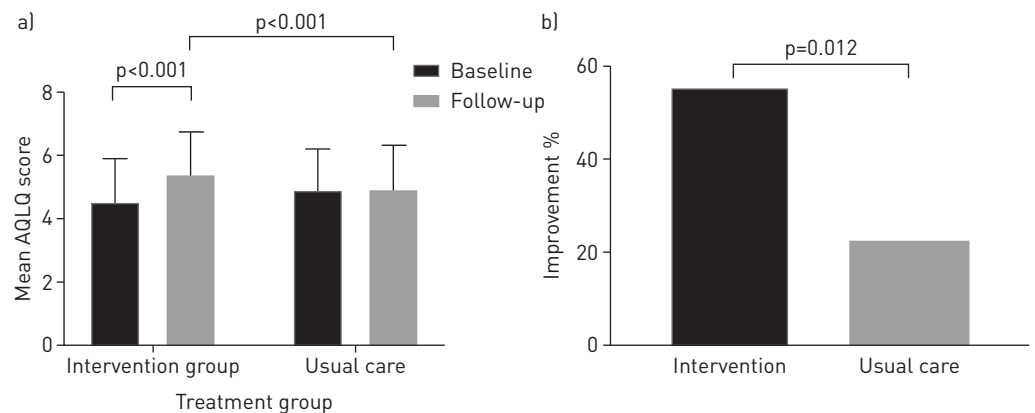 a)
p<0.001
p<0.001
Baseline
Follow-up
Mean AQLQ score
8
6
4
2
0
Intervention group
Usual care
Treatment group
b)
p=0.012
Improvement %
60
40
20
0
Intervention
Usual care